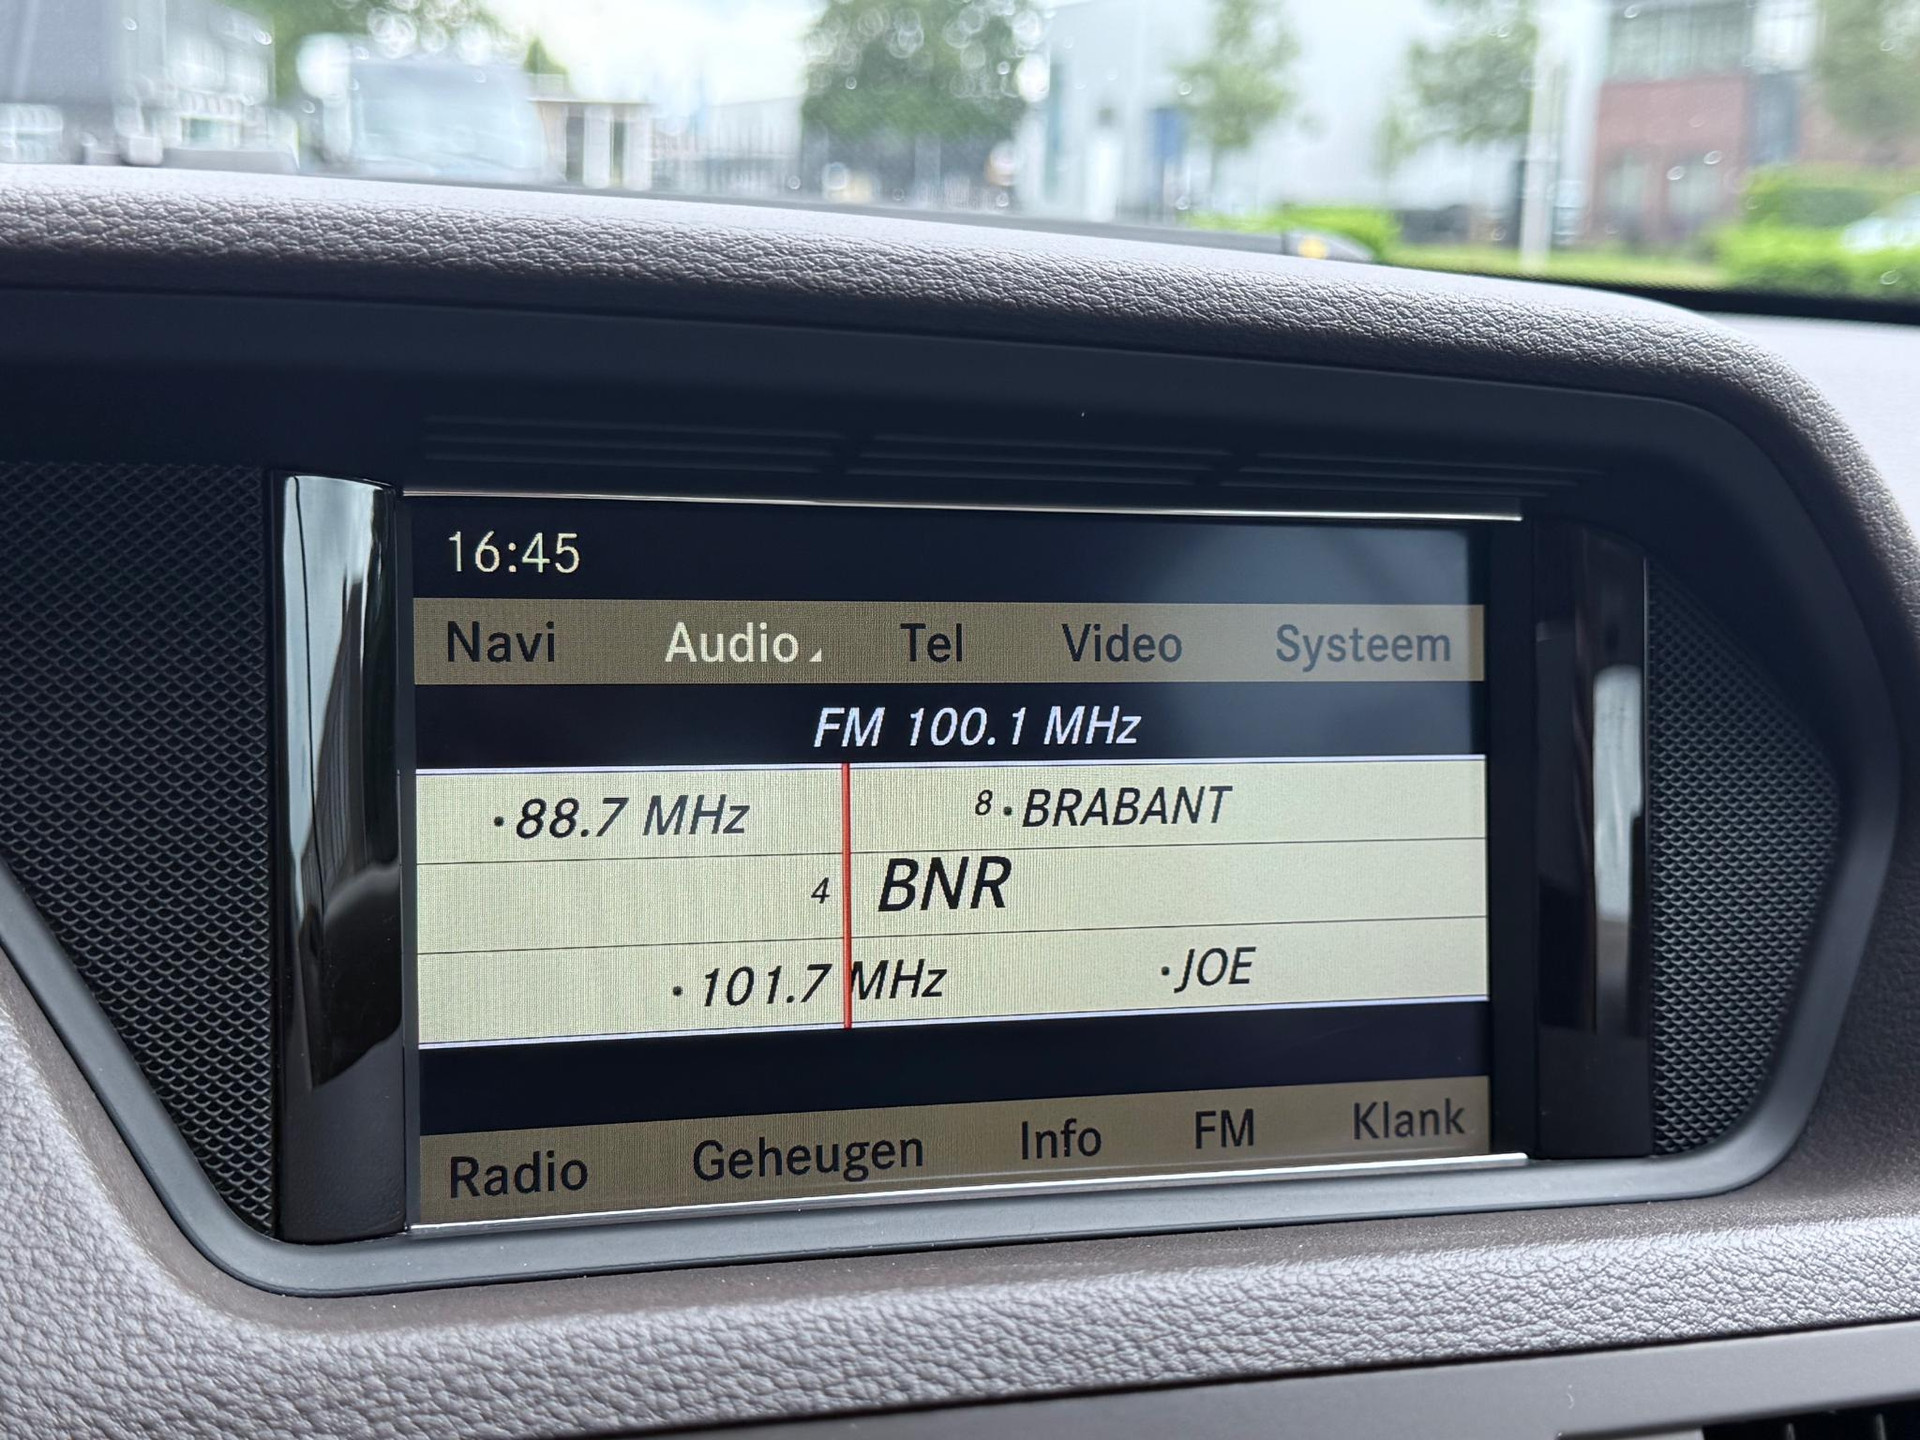 16:45
Navi Audio Tel Video Systeem
FM 100.1 MHz
·88.7 MHz 8·BRABANT
4 BNR
·101.7 MHz ·JOE
Radio Geheugen Info FM Klank